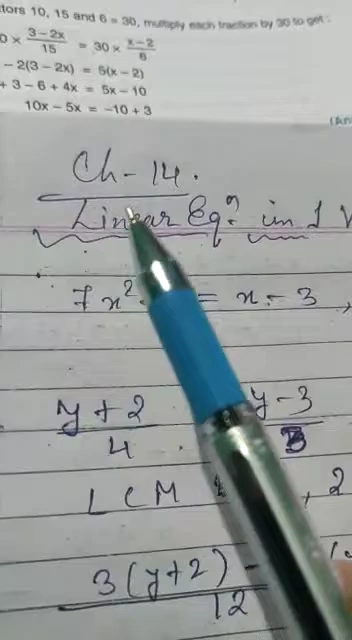 tors 10, 15 and 6 = 30, multiply each fraction by 30 to get :
0 × 3 – 2x / 15 = 30 × x – 2 / 6
– 2(3 – 2x) = 5(x – 2)
+ 3 – 6 + 4x = 5x – 10
10x – 5x = –10 + 3
Ch - 14.
Linear Eqn. in 1 V
7x² = x - 3 ,
y + 2 / 4 y - 3 / 3
LCM , 2
3(y+2) - / 12